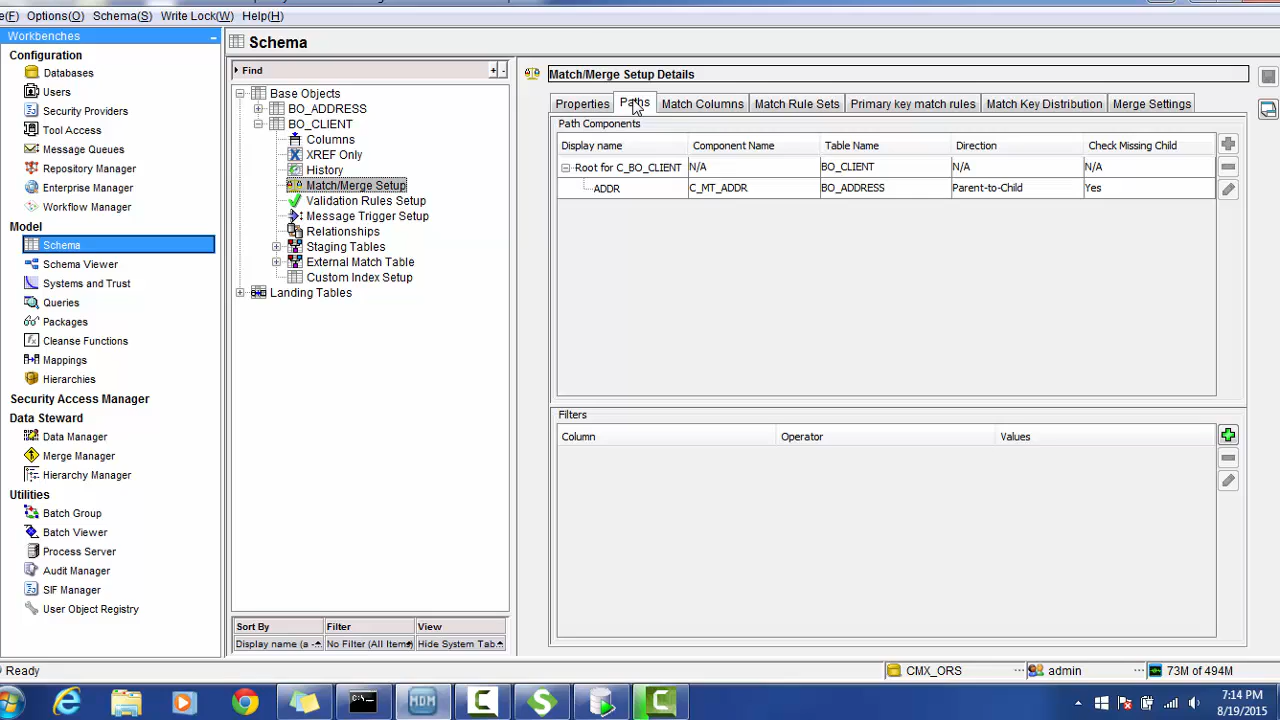 e(F) Options(O) Schema(S) Write Lock(W) Help(H)
Workbenches
Configuration
Databases
Users
Security Providers
Tool Access
Message Queues
Repository Manager
Enterprise Manager
Workflow Manager
Model
Schema
Schema Viewer
Systems and Trust
Queries
Packages
Cleanse Functions
Mappings
Hierarchies
Security Access Manager
Data Steward
Data Manager
Merge Manager
Hierarchy Manager
Utilities
Batch Group
Batch Viewer
Process Server
Audit Manager
SIF Manager
User Object Registry
Schema
Find
Base Objects
BO_ADDRESS
BO_CLIENT
Columns
XREF Only
History
Match/Merge Setup
Validation Rules Setup
Message Trigger Setup
Relationships
Staging Tables
External Match Table
Custom Index Setup
Landing Tables
Sort By Filter View
Display name (a - No Filter (All Items) Hide System Tab
Match/Merge Setup Details
Properties Paths Match Columns Match Rule Sets Primary key match rules Match Key Distribution Merge Settings
Path Components
Display name Component Name Table Name Direction Check Missing Child
Root for C_BO_CLIENT N/A BO_CLIENT N/A N/A
ADDR C_MT_ADDR BO_ADDRESS Parent-to-Child Yes
Filters
Column Operator Values
Ready CMX_ORS admin 73M of 494M
MDM
7:14 PM
8/19/2015